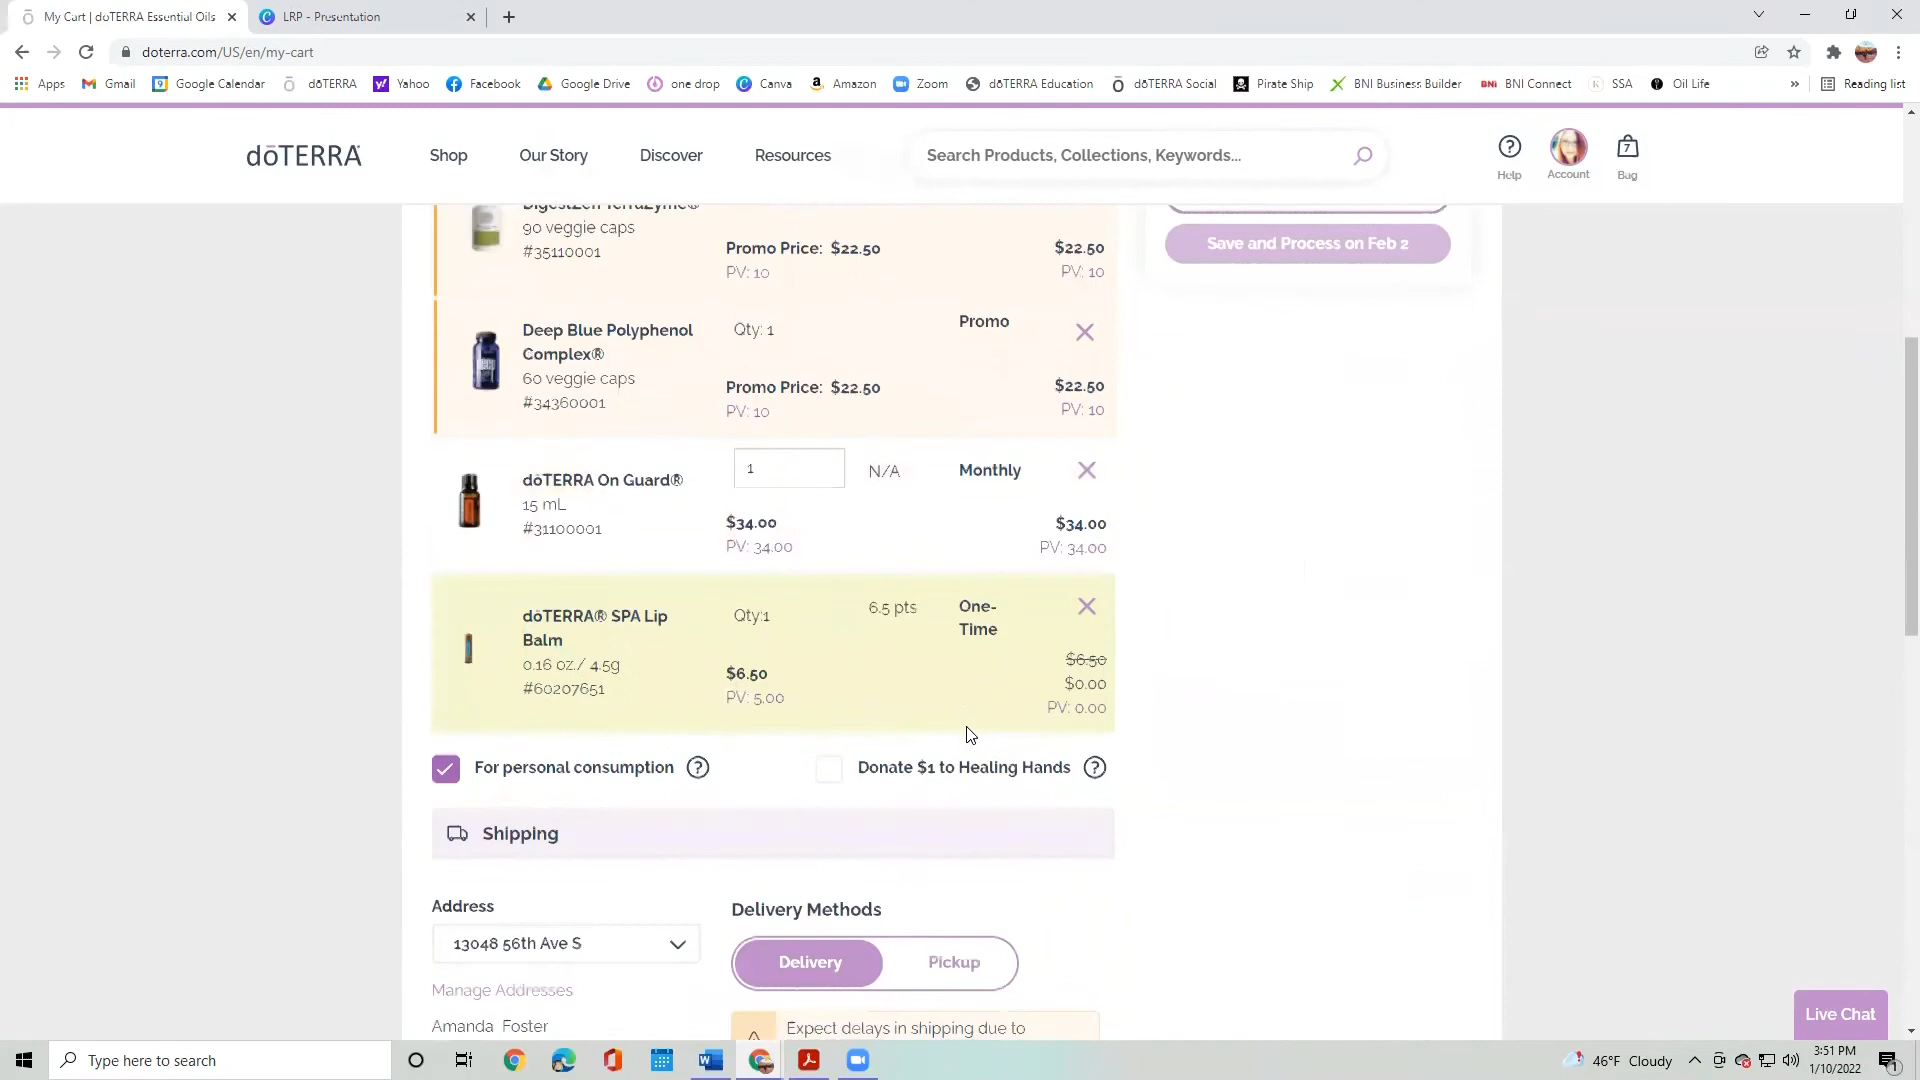 My Cart | doTERRA Essential Oils
LRP - Presentation
doterra.com/US/en/my-cart
Apps
Gmail
Google Calendar
dōTERRA
Yahoo
Facebook
Google Drive
one drop
Canva
Amazon
Zoom
dōTERRA Education
dōTERRA Social
Pirate Ship
BNI Business Builder
BNI Connect
SSA
Oil Life
»
Reading list
dōTERRA
Shop
Our Story
Discover
Resources
Search Products, Collections, Keywords...
Help
Account
7
Bag
DigestZen TerraZyme®
90 veggie caps
#35110001
Promo Price: $22.50
PV: 10
$22.50
PV: 10
Save and Process on Feb 2
Deep Blue Polyphenol
Complex®
60 veggie caps
#34360001
Qty: 1
Promo
Promo Price: $22.50
PV: 10
$22.50
PV: 10
dōTERRA On Guard®
15 mL
#31100001
1
N/A
Monthly
$34.00
PV: 34.00
$34.00
PV: 34.00
dōTERRA® SPA Lip
Balm
0.16 oz./ 4.5g
#60207651
Qty:1
6.5 pts
One-
Time
$6.50
PV: 5.00
$6.50
$0.00
PV: 0.00
For personal consumption
Donate $1 to Healing Hands
Shipping
Address
13048 56th Ave S
Manage Addresses
Amanda Foster
Delivery Methods
Delivery
Pickup
Expect delays in shipping due to
Live Chat
Type here to search
46°F Cloudy
3:51 PM
1/10/2022
1